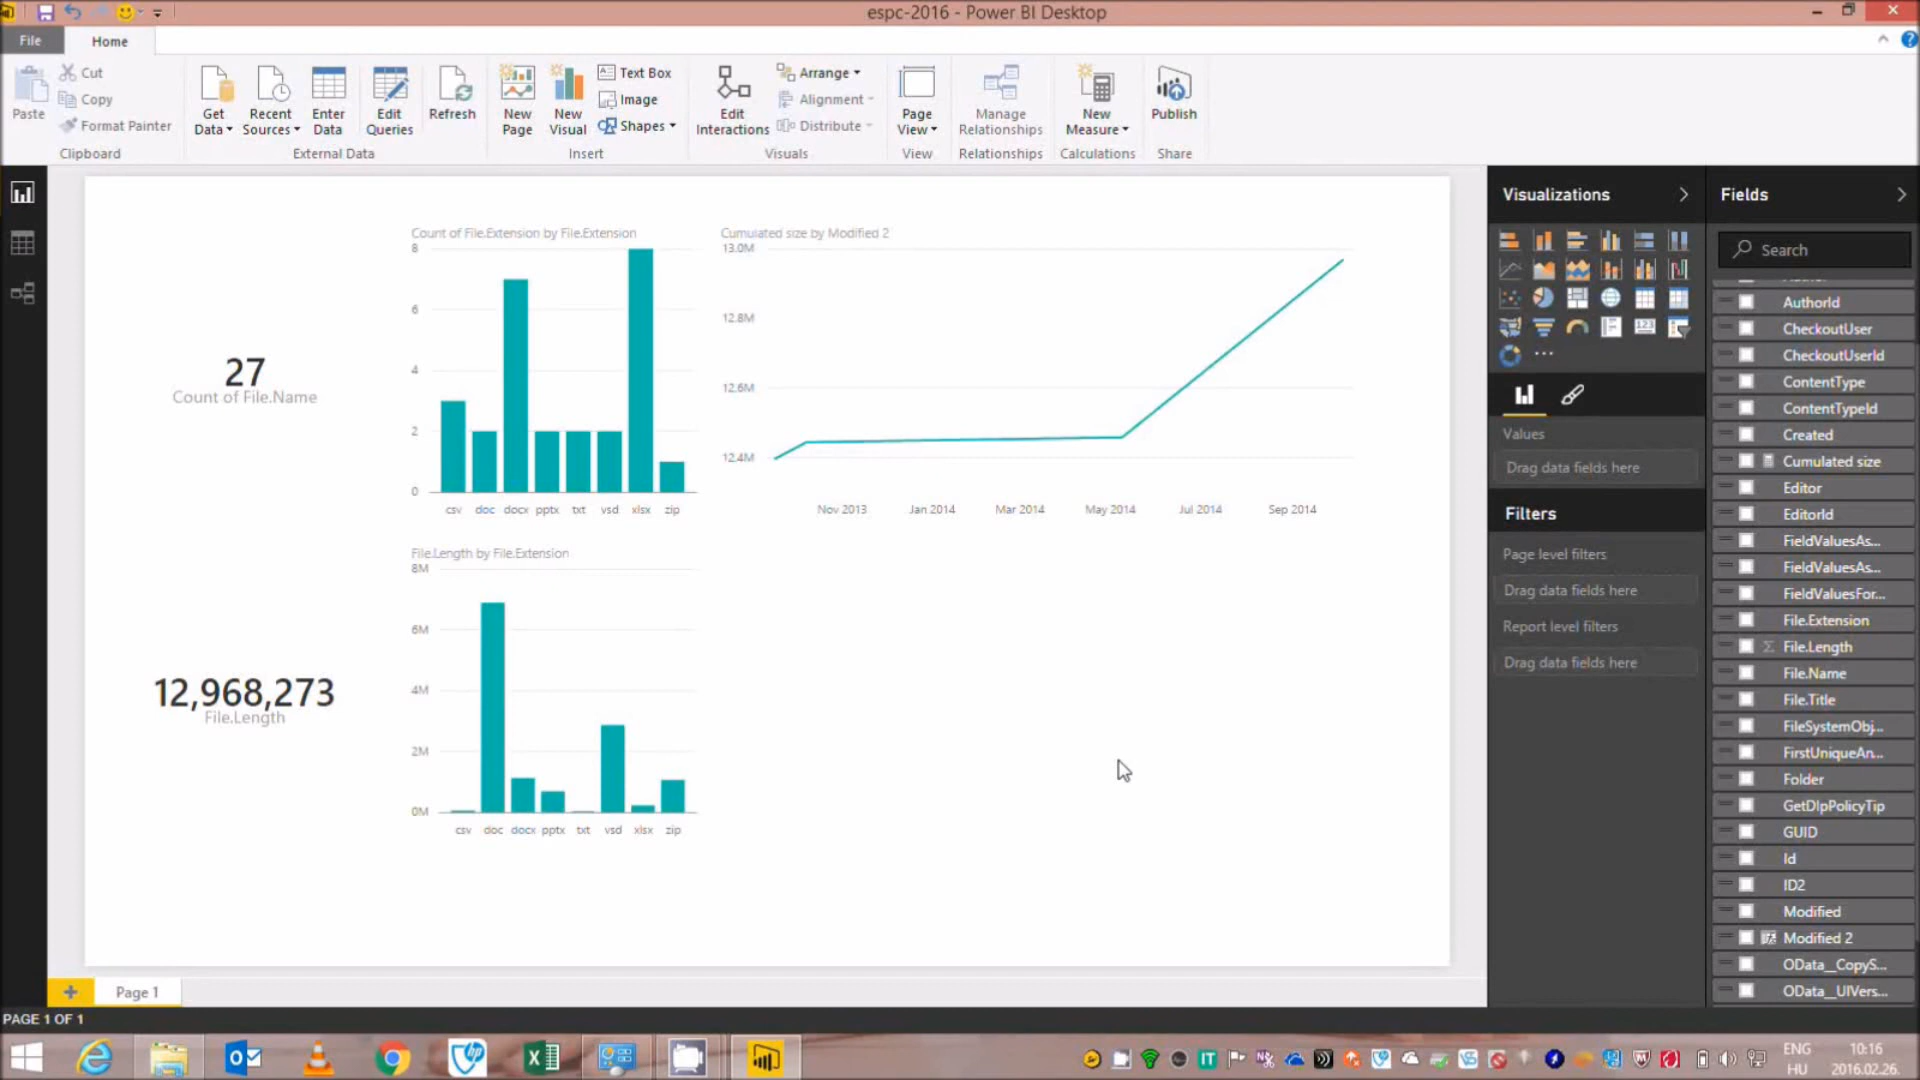 espc-2016 - Power BI Desktop
File
Home
Paste
Cut
Copy
Format Painter
Clipboard
Get Data
Recent Sources
Enter Data
Edit Queries
Refresh
External Data
New Page
New Visual
Text Box
Image
Shapes
Insert
Edit Interactions
Arrange
Alignment
Distribute
Visuals
Page View
View
Manage Relationships
Relationships
New Measure
Calculations
Publish
Share
27
Count of File.Name
12,968,273
File.Length
Count of File.Extension by File.Extension
8
6
4
2
0
csv doc docx pptx txt vsd xlsx zip
Cumulated size by Modified 2
13.0M
12.8M
12.6M
12.4M
Nov 2013 Jan 2014 Mar 2014 May 2014 Jul 2014 Sep 2014
File.Length by File.Extension
8M
6M
4M
2M
0M
csv doc docx pptx txt vsd xlsx zip
Visualizations
Values
Drag data fields here
Filters
Page level filters
Drag data fields here
Report level filters
Drag data fields here
Fields
Search
AuthorId
CheckoutUser
CheckoutUserId
ContentType
ContentTypeId
Created
Cumulated size
Editor
EditorId
FieldValuesAs...
FieldValuesAs...
FieldValuesFor...
File.Extension
File.Length
File.Name
File.Title
FileSystemObj...
FirstUniqueAn...
Folder
GetDlpPolicyTip
GUID
Id
ID2
Modified
Modified 2
OData__CopyS...
OData__UIVers...
Page 1
PAGE 1 OF 1
ENG
HU
10:16
2016.02.26.